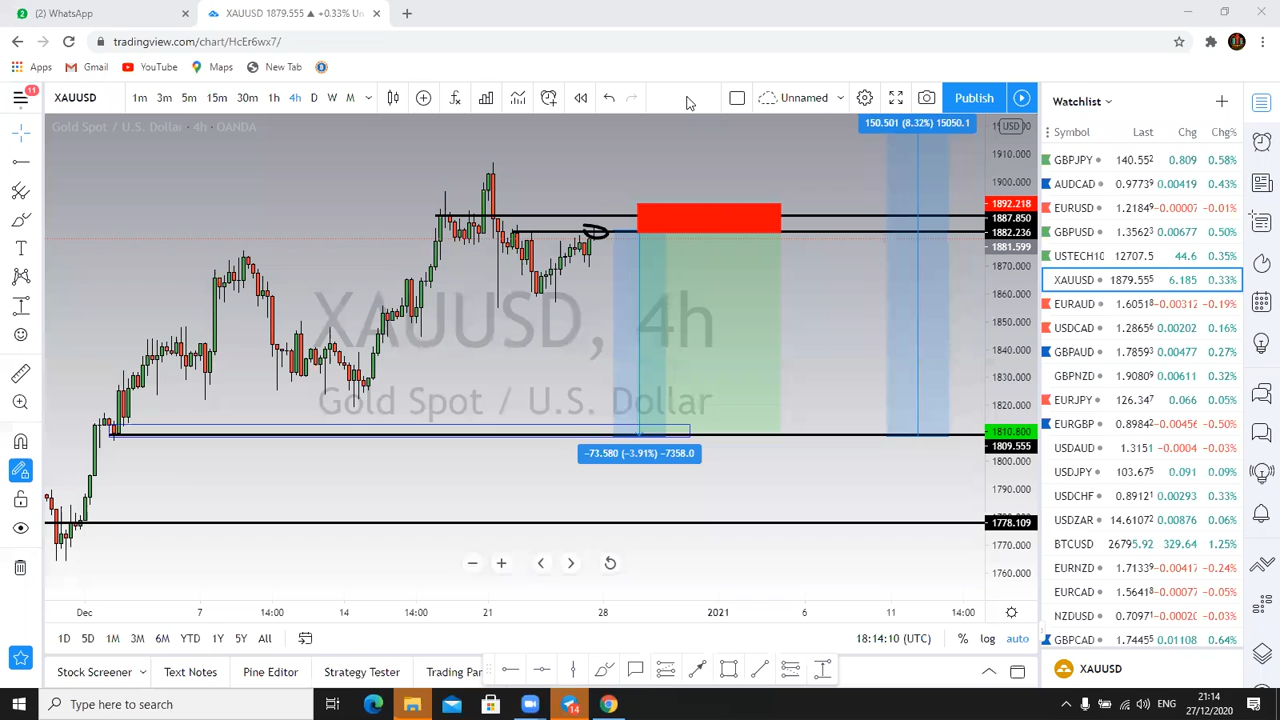 (2) WhatsApp
XAUUSD 1879.555 ▲ +0.33% Un
tradingview.com/chart/HcEr6wx7/
Apps Gmail YouTube Maps New Tab
11
XAUUSD 1m 3m 5m 15m 30m 1h 4h D W M Unnamed Publish
Gold Spot / U.S. Dollar · 4h · OANDA
150.501 (8.32%) 15050.1
USD
1910.000
1900.000
1892.218
1887.850
1882.236
1881.599
1870.000
1860.000
1850.000
1840.000
1830.000
1820.000
1810.800
1809.555
1800.000
1790.000
1778.109
1770.000
1760.000
XAUUSD, 4h
Gold Spot / U.S. Dollar
−73.580 (−3.91%) −7358.0
Dec 7 14:00 14 14:00 21 28 2021 6 11 14:00
1D 5D 1M 3M 6M YTD 1Y 5Y All 18:14:10 (UTC) % log auto
Stock Screener Text Notes Pine Editor Strategy Tester Trading Pa
Watchlist
Symbol Last Chg Chg%
GBPJPY 140.552 0.809 0.58%
AUDCAD 0.97739 0.00419 0.43%
EURUSD 1.21849 −0.00007 −0.01%
GBPUSD 1.35623 0.00677 0.50%
USTECH10 12707.5 44.6 0.35%
XAUUSD 1879.555 6.185 0.33%
EURAUD 1.60518 −0.00312 −0.19%
USDCAD 1.28656 0.00202 0.16%
GBPAUD 1.78593 0.00477 0.27%
GBPNZD 1.90809 0.00611 0.32%
EURJPY 126.347 0.066 0.05%
EURGBP 0.89842 −0.00456 −0.50%
USDAUD 1.3151 −0.0004 −0.03%
USDJPY 103.675 0.091 0.09%
USDCHF 0.89121 0.00293 0.33%
USDZAR 14.61072 0.00876 0.06%
BTCUSD 26795.92 329.64 1.25%
EURNZD 1.71339 −0.00417 −0.24%
EURCAD 1.56418 −0.00072 −0.05%
NZDUSD 0.70971 −0.00020 −0.03%
GBPCAD 1.74455 0.01108 0.64%
XAUUSD
Type here to search
14
ENG
21:14
27/12/2020